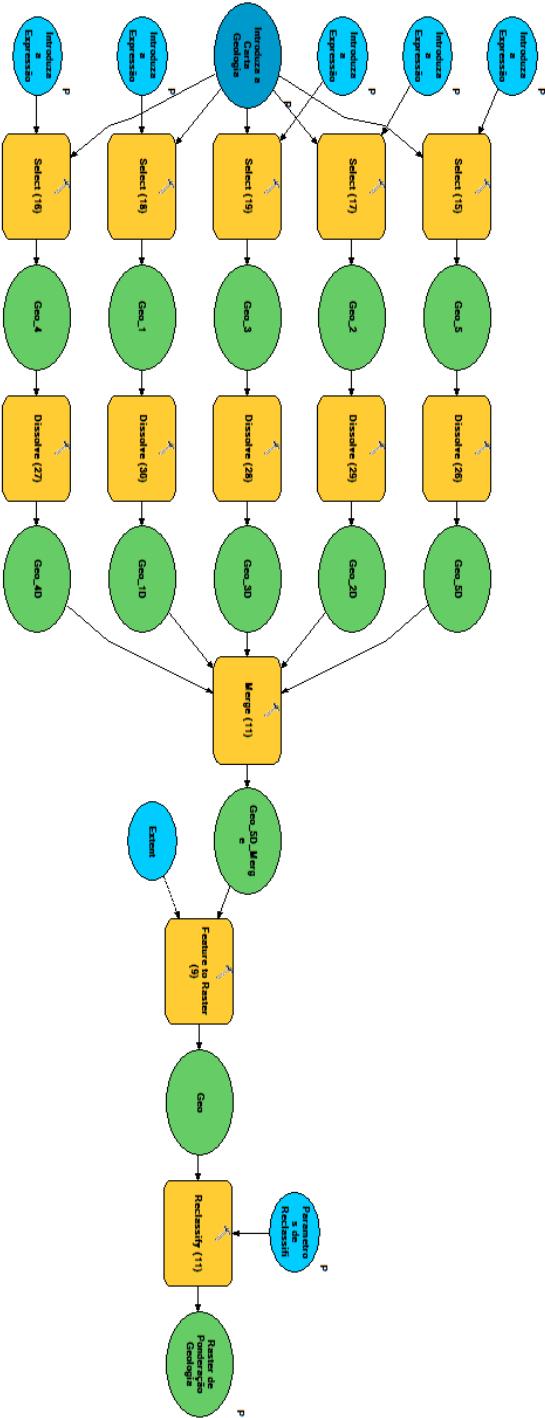 P
Introduza
a
Expressão
Select (15)
Geo_5
Dissolve (26)
Geo_5D
P
Introduza
a
Expressão
Select (17)
Geo_2
Dissolve (29)
Geo_2D
P
Introduza
a
Expressão
P
Introduza a
Carta
Geologia
Select (19)
Geo_3
Dissolve (28)
Geo_3D
Merge (11)
Geo_5D_Merg
e
P
Introduza
a
Expressão
Select (18)
Geo_1
Dissolve (30)
Geo_1D
P
Introduza
a
Expressão
Select (16)
Geo_4
Dissolve (27)
Geo_4D
Extent
Feature to Raster
(9)
Geo
P
Parametro
s de
Reclassifi
Reclassify (11)
P
Raster de
Ponderação
Geologia